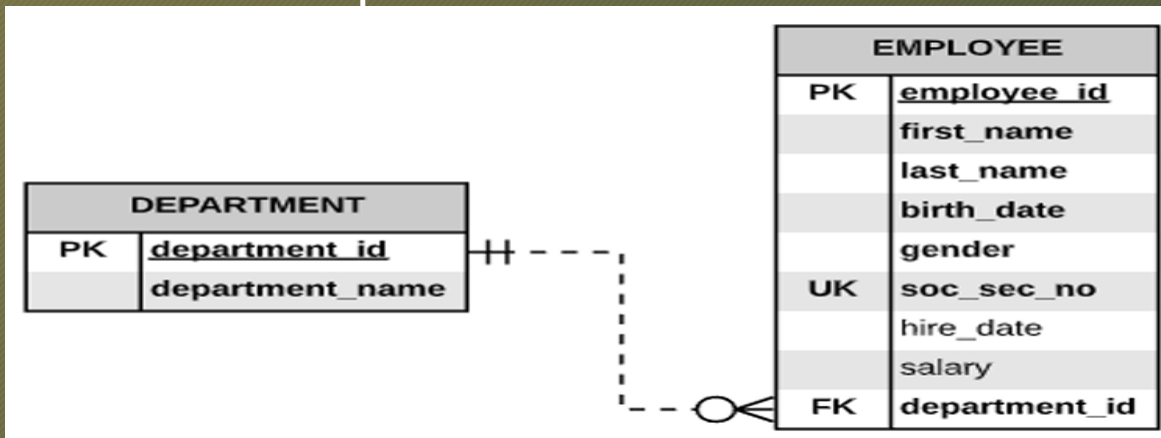 DEPARTMENT
PK department_id
department_name
EMPLOYEE
PK employee_id
first_name
last_name
birth_date
gender
UK soc_sec_no
hire_date
salary
FK department_id